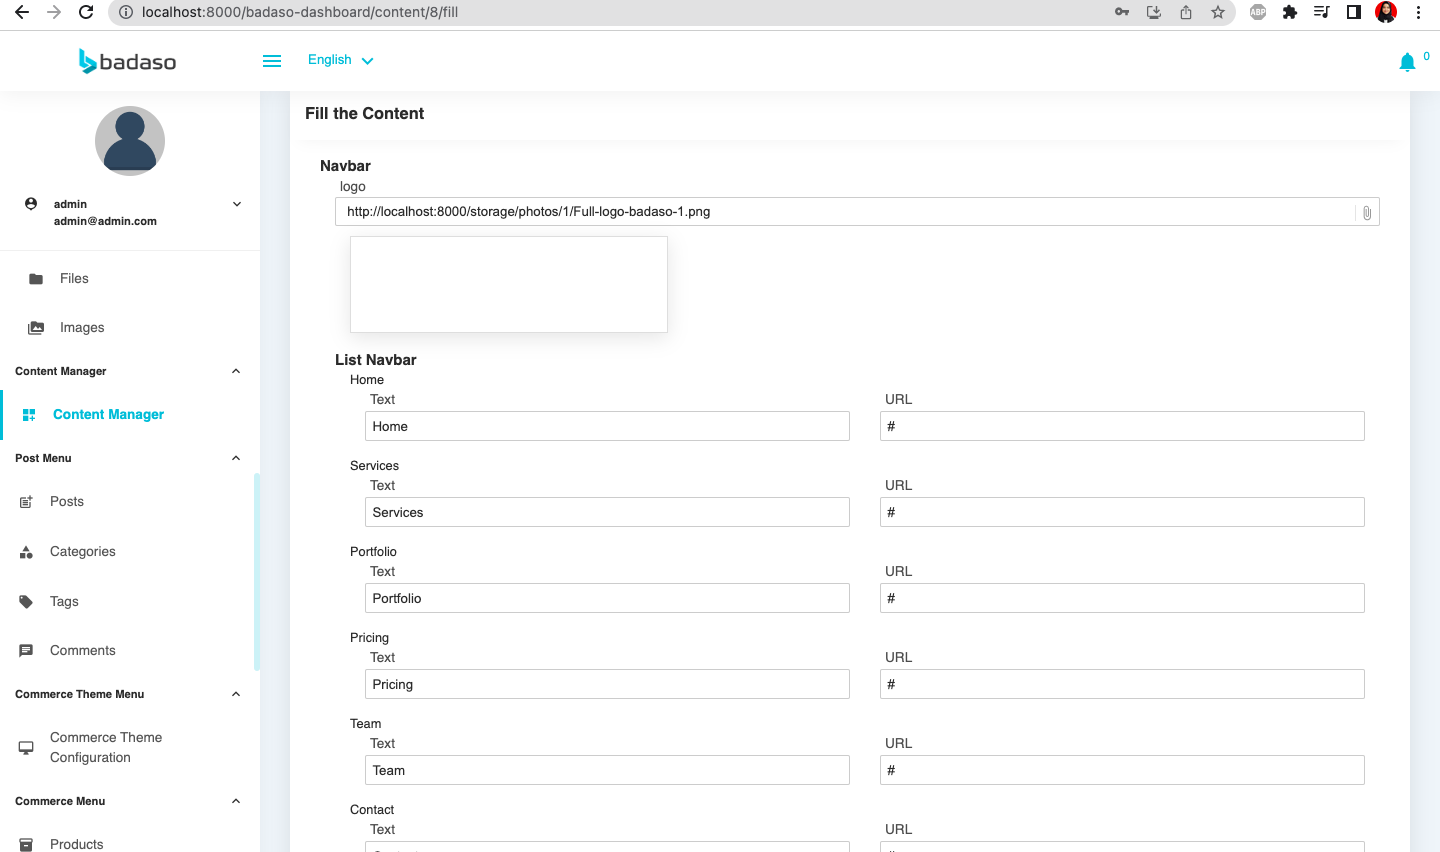 localhost:8000/badaso-dashboard/content/8/fill
ABP
badaso
English
0
admin
admin@admin.com
Files
Images
Content Manager
Content Manager
Post Menu
Posts
Categories
Tags
Comments
Commerce Theme Menu
Commerce Theme
Configuration
Commerce Menu
Products
Fill the Content
Navbar
logo
http://localhost:8000/storage/photos/1/Full-logo-badaso-1.png
List Navbar
Home
Text URL
Home #
Services
Text URL
Services #
Portfolio
Text URL
Portfolio #
Pricing
Text URL
Pricing #
Team
Text URL
Team #
Contact
Text URL